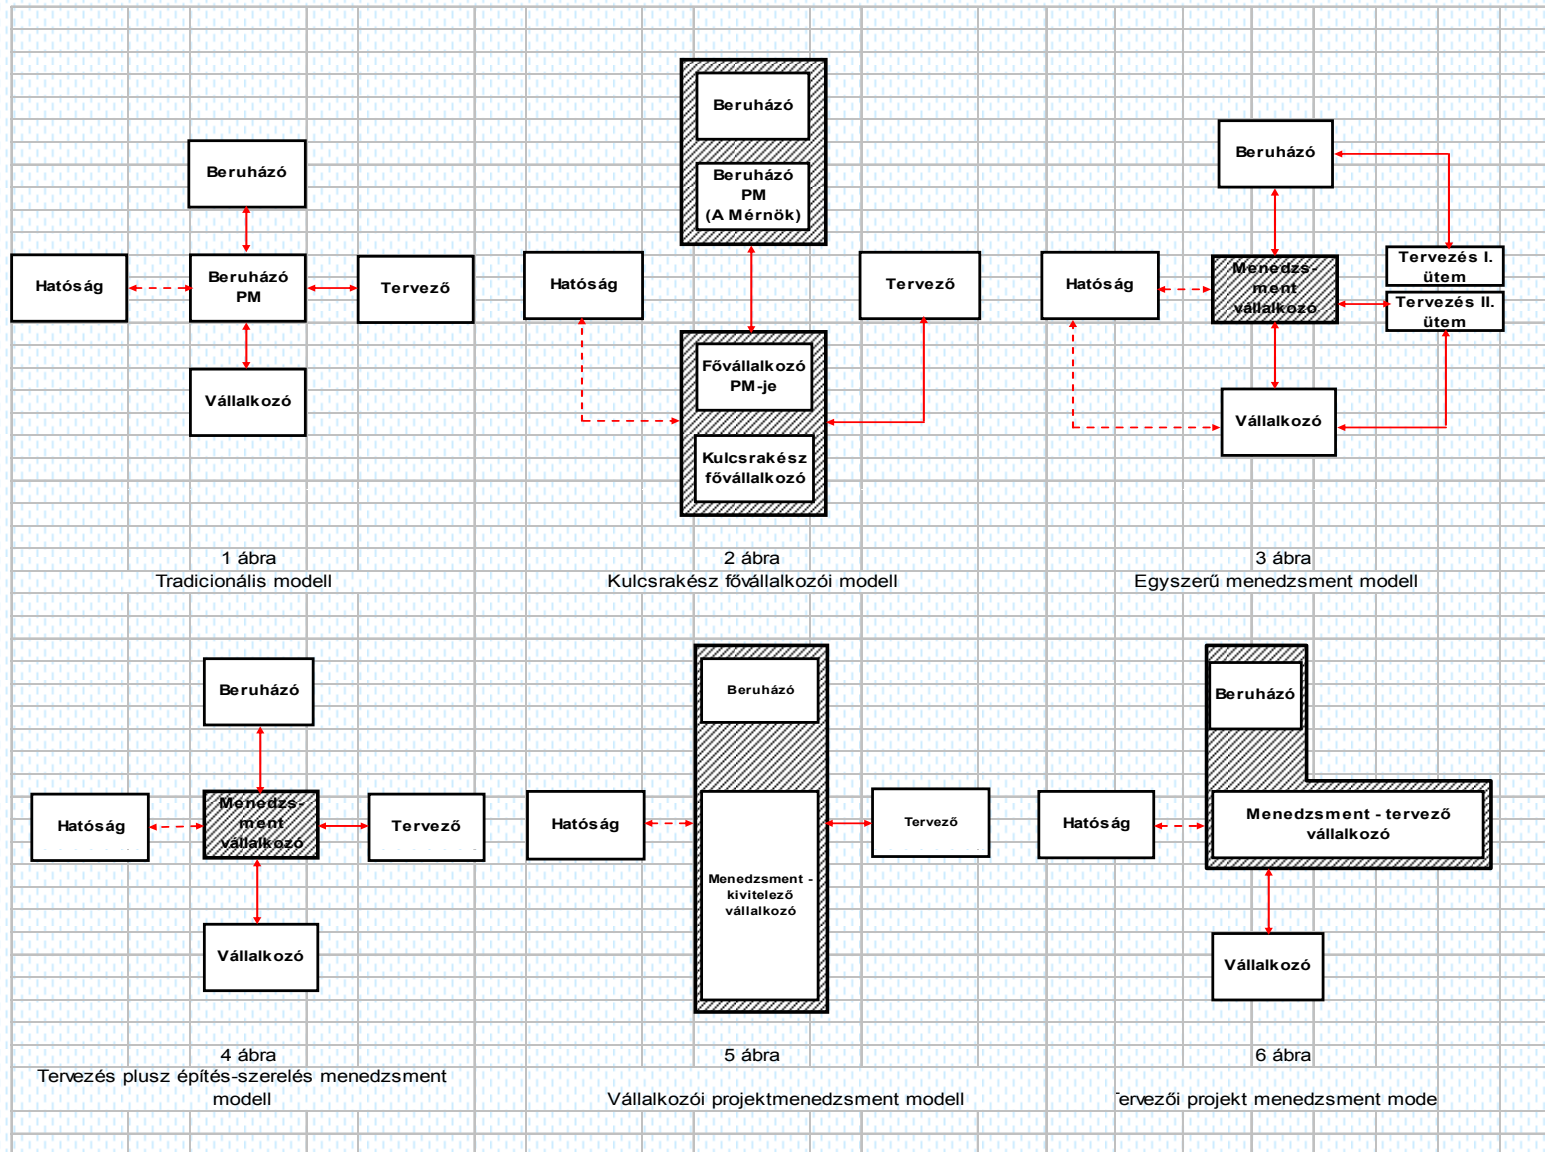 Beruházó
Hatóság
Beruházó
PM
Tervező
Vállalkozó
1 ábra
Tradicionális modell
Beruházó
Beruházó
PM
(A Mérnök)
Hatóság
Tervező
Fővállalkozó
PM-je
Kulcsrakész
fővállalkozó
2 ábra
Kulcsrakész fővállalkozói modell
Beruházó
Hatóság
Menedzs-
ment
vállalkozó
Tervezés I.
ütem
Tervezés II.
ütem
Vállalkozó
3 ábra
Egyszerű menedzsment modell
Beruházó
Hatóság
Menedzs-
ment
vállalkozó
Tervező
Vállalkozó
4 ábra
Tervezés plusz építés-szerelés menedzsment
modell
Beruházó
Hatóság
Tervező
Menedzsment -
kivitelező
vállalkozó
5 ábra
Vállalkozói projektmenedzsment modell
Beruházó
Hatóság
Menedzsment - tervező
vállalkozó
Vállalkozó
6 ábra
ervezői projekt menedzsment mode